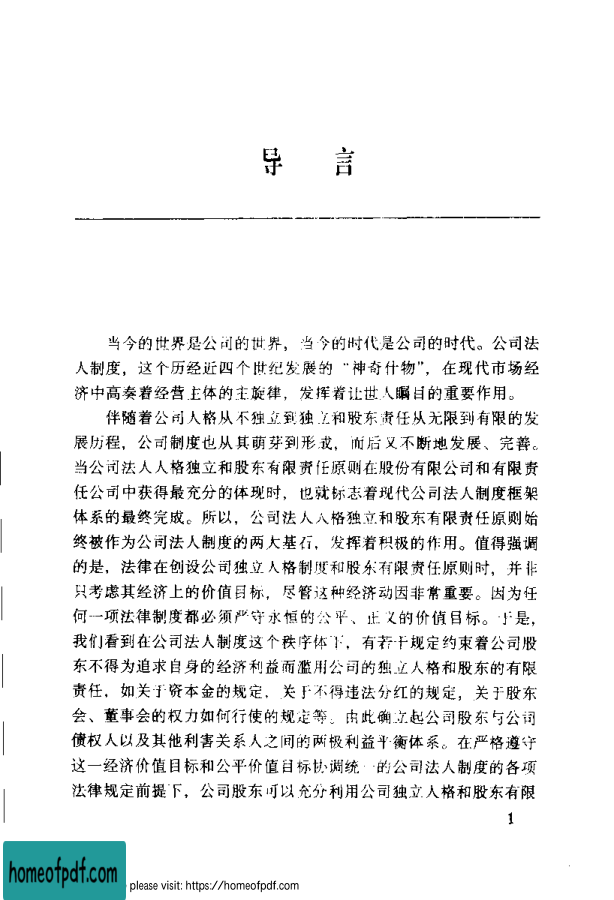 导 言
当今的世界是公司的世界，当今的时代是公司的时代。公司法
人制度，这个历经近四个世纪发展的“神奇什物”，在现代市场经
济中高奏着经营主体的主旋律，发挥着让世人瞩目的重要作用。
伴随着公司人格从不独立到独立和股东责任从无限到有限的发
展历程，公司制度也从其萌芽到形成，而后又不断地发展、完善。
当公司法人人格独立和股东有限责任原则在股份有限公司和有限责
任公司中获得最充分的体现时，也就标志着现代公司法人制度框架
体系的最终完成。所以，公司法人人格独立和股东有限责任原则始
终被作为公司法人制度的两大基石，发挥着积极的作用。值得强调
的是，法律在创设公司独立人格制度和股东有限责任原则时，并非
只考虑其经济上的价值目标，尽管这种经济动因非常重要。因为任
何一项法律制度都必须严守永恒的公平、正义的价值目标。于是，
我们看到在公司法人制度这个秩序体下，有若干规定约束着公司股
东不得为追求自身的经济利益而滥用公司的独立人格和股东的有限
责任，如关于资本金的规定、关于不得违法分红的规定，关于股东
会、董事会的权力如何行使的规定等。由此确立起公司股东与公司
债权人以及其他利害关系人之间的两极利益平衡体系。在严格遵守
这一经济价值目标和公平价值目标协调统一的公司法人制度的各项
法律规定前提下，公司股东可以充分利用公司独立人格和股东有限
1
homeofpdf.com
please visit: https://homeofpdf.com